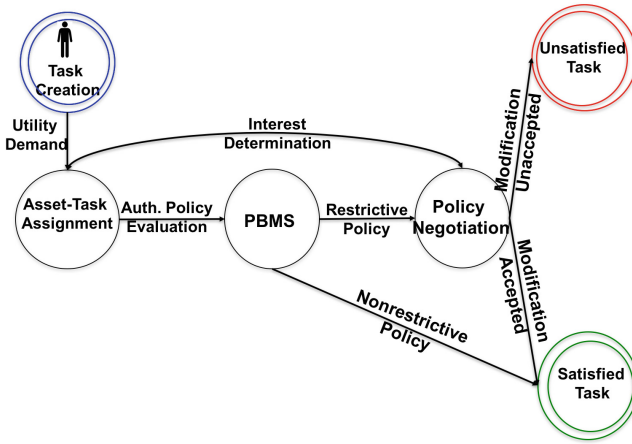 Task
Creation
Utility
Demand
Interest
Determination
Asset-Task
Assignment
Auth. Policy
Evaluation
PBMS
Restrictive
Policy
Policy
Negotiation
Modification
Unaccepted
Unsatisfied
Task
Modification
Accepted
Nonrestrictive
Policy
Satisfied
Task